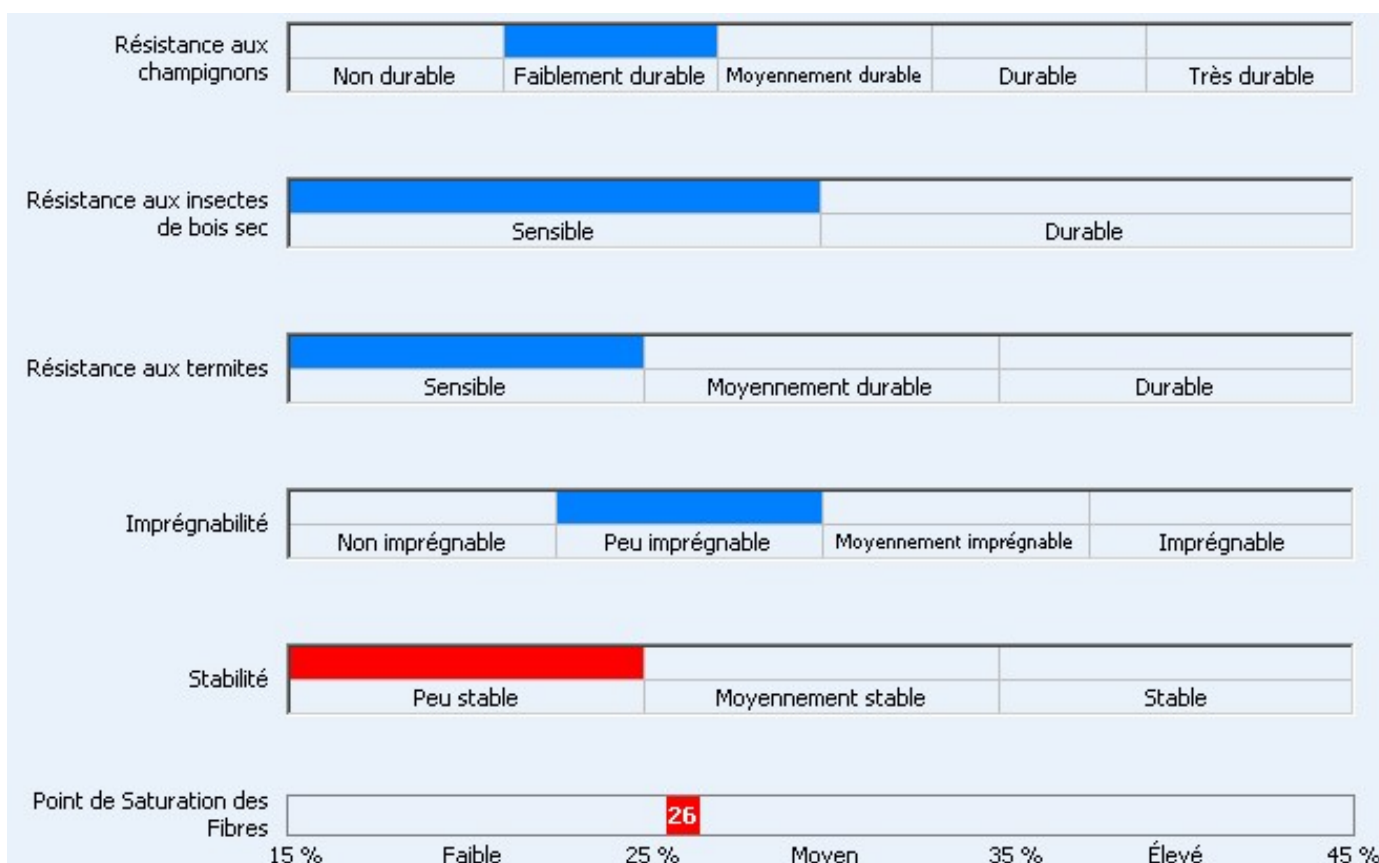 Résistance aux
champignons
Non durable Faiblement durable Moyennement durable Durable Très durable
Résistance aux insectes
de bois sec
Sensible Durable
Résistance aux termites
Sensible Moyennement durable Durable
Imprégnabilité
Non imprégnable Peu imprégnable Moyennement imprégnable Imprégnable
Stabilité
Peu stable Moyennement stable Stable
Point de Saturation des
Fibres
26
15 % Faible 25 % Moyen 35 % Élevé 45 %